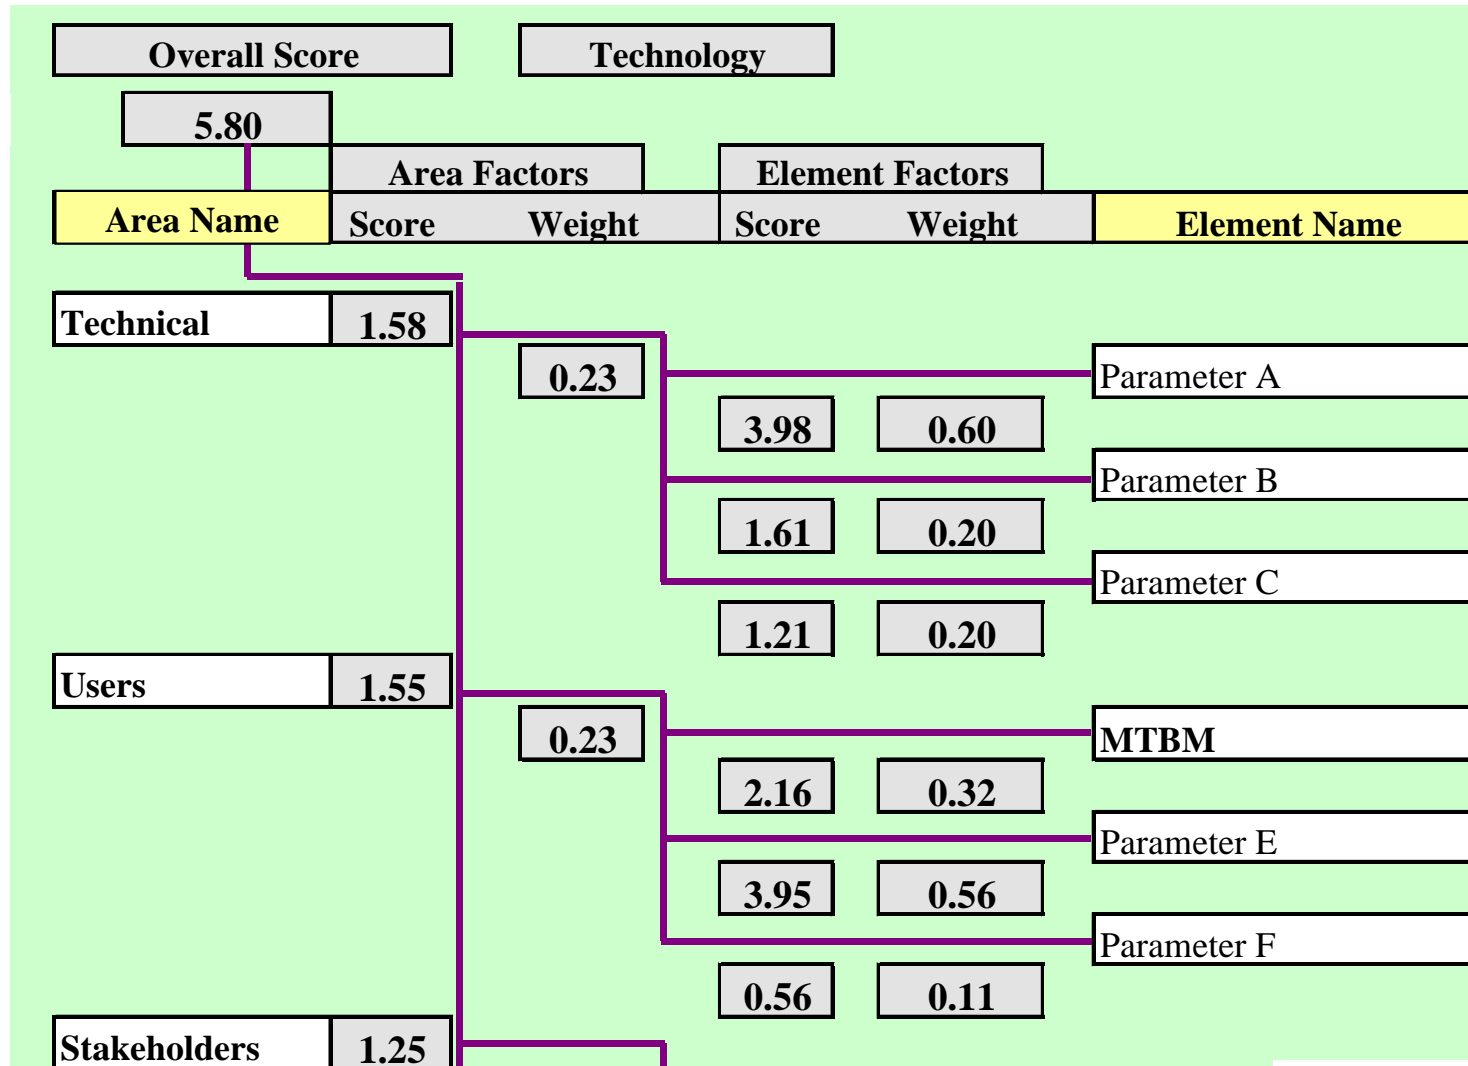 Overall Score Technology
5.80
Area Factors Element Factors
Area Name Score Weight Score Weight Element Name
Technical 1.58
0.23 Parameter A
3.98 0.60
Parameter B
1.61 0.20
Parameter C
1.21 0.20
Users 1.55
0.23 MTBM
2.16 0.32
Parameter E
3.95 0.56
Parameter F
0.56 0.11
Stakeholders 1.25